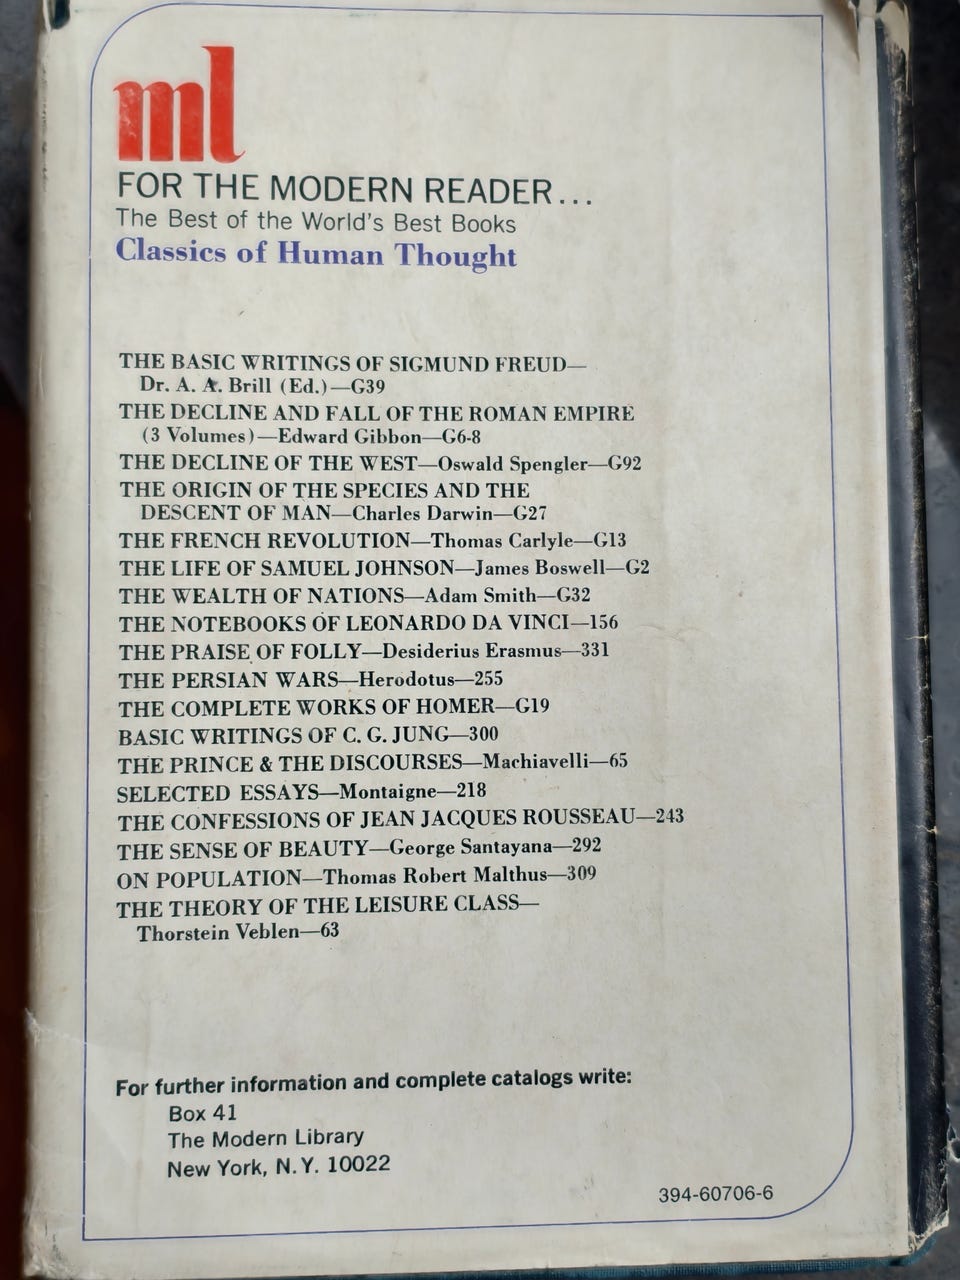 ml
FOR THE MODERN READER...
The Best of the World's Best Books
Classics of Human Thought
THE BASIC WRITINGS OF SIGMUND FREUD—
Dr. A. A. Brill (Ed.)—G39
THE DECLINE AND FALL OF THE ROMAN EMPIRE
(3 Volumes)—Edward Gibbon—G6-8
THE DECLINE OF THE WEST—Oswald Spengler—G92
THE ORIGIN OF THE SPECIES AND THE
DESCENT OF MAN—Charles Darwin—G27
THE FRENCH REVOLUTION—Thomas Carlyle—G13
THE LIFE OF SAMUEL JOHNSON—James Boswell—G2
THE WEALTH OF NATIONS—Adam Smith—G32
THE NOTEBOOKS OF LEONARDO DA VINCI—156
THE PRAISE OF FOLLY—Desiderius Erasmus—331
THE PERSIAN WARS—Herodotus—255
THE COMPLETE WORKS OF HOMER—G19
BASIC WRITINGS OF C. G. JUNG—300
THE PRINCE & THE DISCOURSES—Machiavelli—65
SELECTED ESSAYS—Montaigne—218
THE CONFESSIONS OF JEAN JACQUES ROUSSEAU—243
THE SENSE OF BEAUTY—George Santayana—292
ON POPULATION—Thomas Robert Malthus—309
THE THEORY OF THE LEISURE CLASS—
Thorstein Veblen—63
For further information and complete catalogs write:
Box 41
The Modern Library
New York, N.Y. 10022
394-60706-6